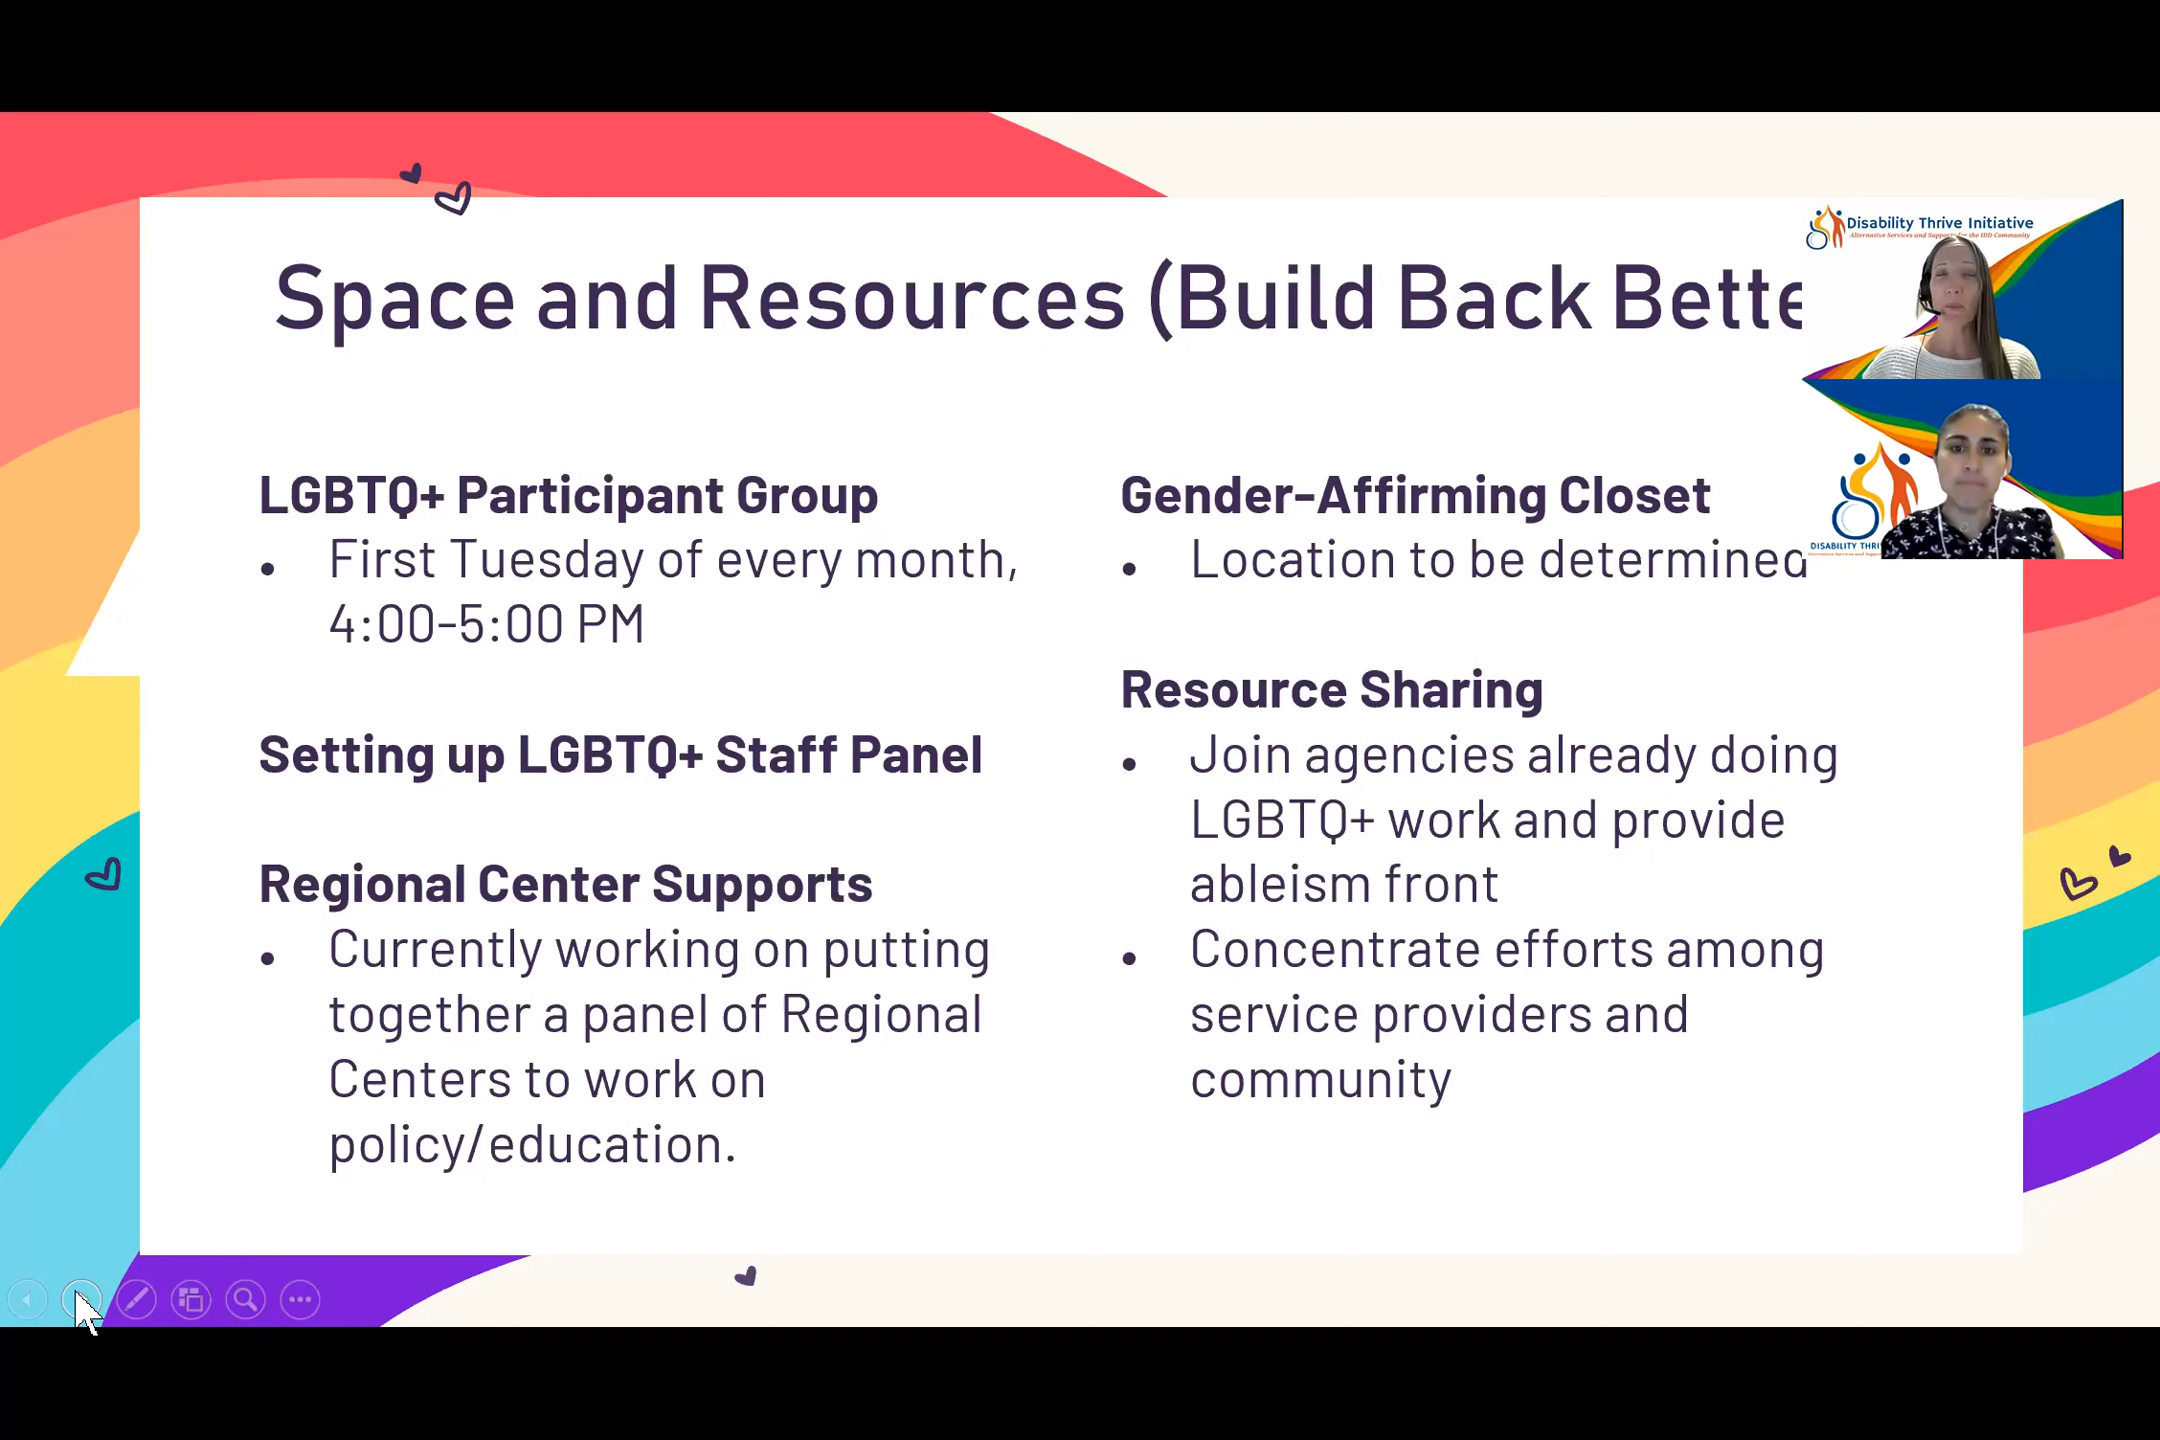 Space and Resources (Build Back Bette
Disability Thrive Initiative
Alternative Services and Supports for the IDD Community
LGBTQ+ Participant Group
• First Tuesday of every month,
4:00-5:00 PM
Setting up LGBTQ+ Staff Panel
Regional Center Supports
• Currently working on putting
together a panel of Regional
Centers to work on
policy/education.
Gender-Affirming Closet
• Location to be determined
Resource Sharing
• Join agencies already doing
LGBTQ+ work and provide
ableism front
• Concentrate efforts among
service providers and
community
DISABILITY THRI